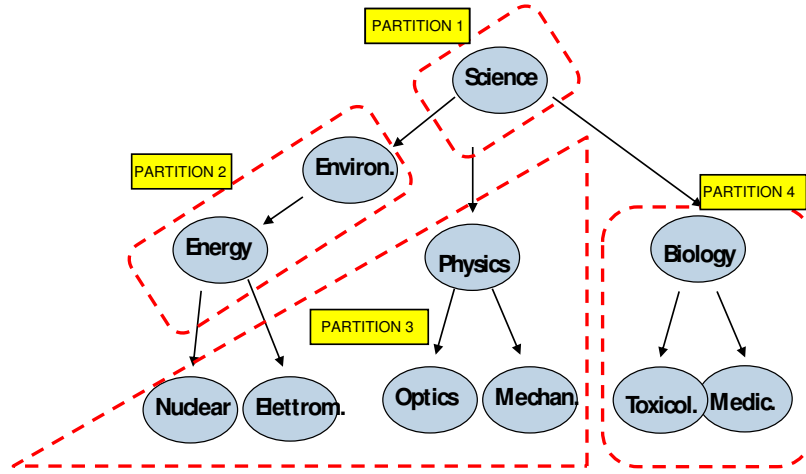 PARTITION 1
Science
PARTITION 2
Environ.
PARTITION 4
Energy
Physics
Biology
PARTITION 3
Nuclear
Elettrom.
Optics
Mechan.
Toxicol.
Medic.